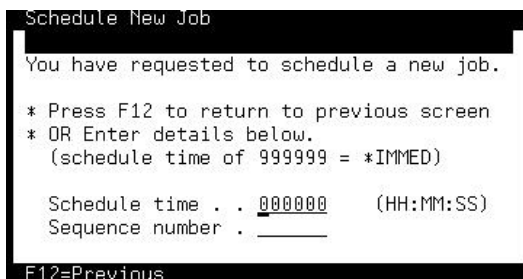 Schedule New Job
You have requested to schedule a new job.
* Press F12 to return to previous screen
* OR Enter details below.
(schedule time of 999999 = *IMMED)
Schedule time . . 000000 (HH:MM:SS)
Sequence number . ______
F12=Previous